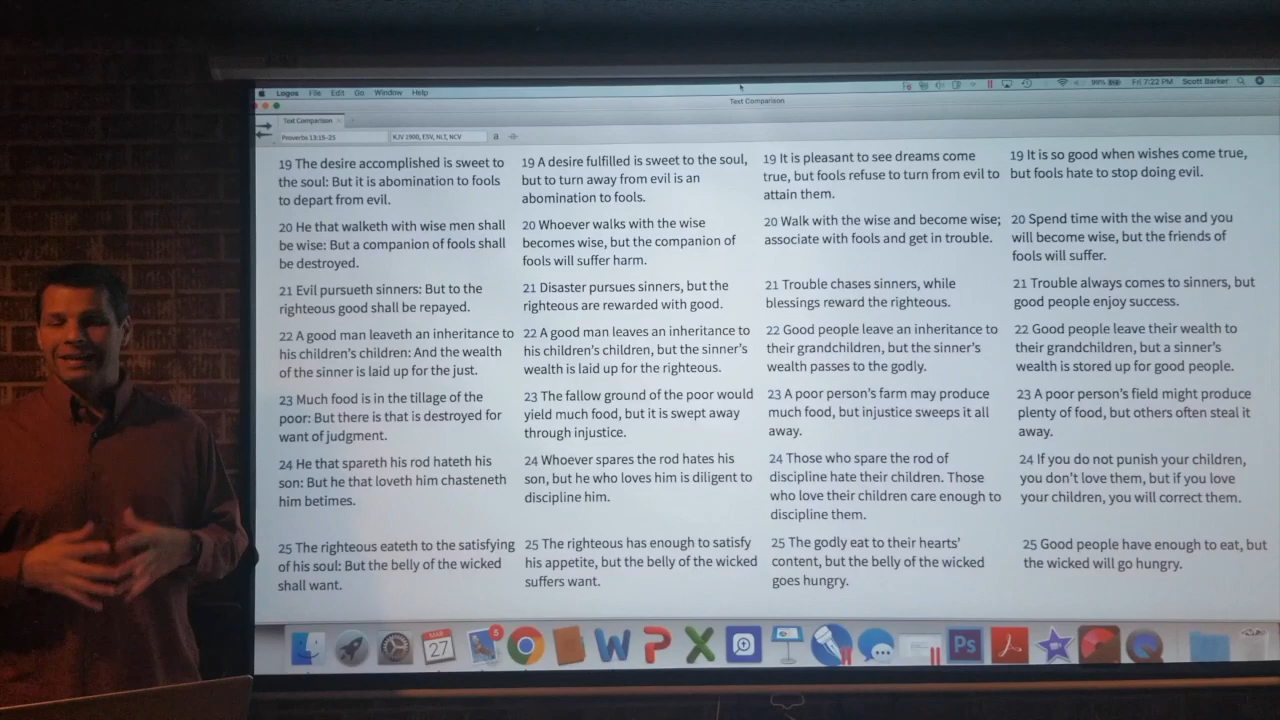 Logos File Edit Go Window Help
Fri 7:22 PM Scott Barker
Text Comparison
Text Comparison
Proverbs 13:15-25 KJV 1900, ESV, NLT, NCV a
19 The desire accomplished is sweet to
the soul: But it is abomination to fools
to depart from evil.
20 He that walketh with wise men shall
be wise: But a companion of fools shall
be destroyed.
21 Evil pursueth sinners: But to the
righteous good shall be repayed.
22 A good man leaveth an inheritance to
his children's children: And the wealth
of the sinner is laid up for the just.
23 Much food is in the tillage of the
poor: But there is that is destroyed for
want of judgment.
24 He that spareth his rod hateth his
son: But he that loveth him chasteneth
him betimes.
25 The righteous eateth to the satisfying
of his soul: But the belly of the wicked
shall want.
19 A desire fulfilled is sweet to the soul,
but to turn away from evil is an
abomination to fools.
20 Whoever walks with the wise
becomes wise, but the companion of
fools will suffer harm.
21 Disaster pursues sinners, but the
righteous are rewarded with good.
22 A good man leaves an inheritance to
his children's children, but the sinner's
wealth is laid up for the righteous.
23 The fallow ground of the poor would
yield much food, but it is swept away
through injustice.
24 Whoever spares the rod hates his
son, but he who loves him is diligent to
discipline him.
25 The righteous has enough to satisfy
his appetite, but the belly of the wicked
suffers want.
19 It is pleasant to see dreams come
true, but fools refuse to turn from evil to
attain them.
20 Walk with the wise and become wise;
associate with fools and get in trouble.
21 Trouble chases sinners, while
blessings reward the righteous.
22 Good people leave an inheritance to
their grandchildren, but the sinner's
wealth passes to the godly.
23 A poor person's farm may produce
much food, but injustice sweeps it all
away.
24 Those who spare the rod of
discipline hate their children. Those
who love their children care enough to
discipline them.
25 The godly eat to their hearts'
content, but the belly of the wicked
goes hungry.
19 It is so good when wishes come true,
but fools hate to stop doing evil.
20 Spend time with the wise and you
will become wise, but the friends of
fools will suffer.
21 Trouble always comes to sinners, but
good people enjoy success.
22 Good people leave their wealth to
their grandchildren, but a sinner's
wealth is stored up for good people.
23 A poor person's field might produce
plenty of food, but others often steal it
away.
24 If you do not punish your children,
you don't love them, but if you love
your children, you will correct them.
25 Good people have enough to eat, but
the wicked will go hungry.
MAR
27
5
W
P
X
Ps